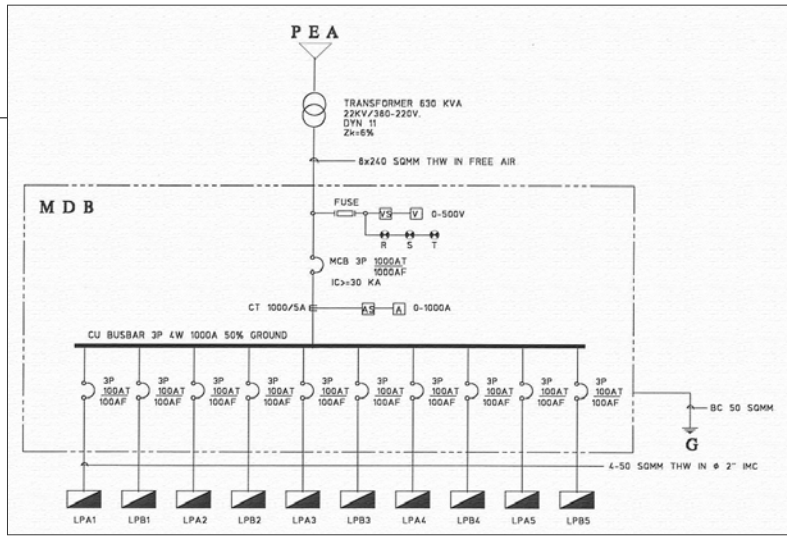 PEA
TRANSFORMER 630 KVA
22KV/380-220V.
DYN 11
Zk=6%
8x240 SQMM THW IN FREE AIR
MDB
FUSE
VS
V
0-500V
R S T
MCB 3P 1000AT
1000AF
IC>=30 KA
CT 1000/5A
AS
A
0-1000A
CU BUSBAR 3P 4W 1000A 50% GROUND
3P 3P 3P 3P 3P 3P 3P 3P 3P 3P
100AT 100AT 100AT 100AT 100AT 100AT 100AT 100AT 100AT 100AT
100AF 100AF 100AF 100AF 100AF 100AF 100AF 100AF 100AF 100AF
BC 50 SQMM
G
4-50 SQMM THW IN φ 2" IMC
LPA1 LPB1 LPA2 LPB2 LPA3 LPB3 LPA4 LPB4 LPA5 LPB5